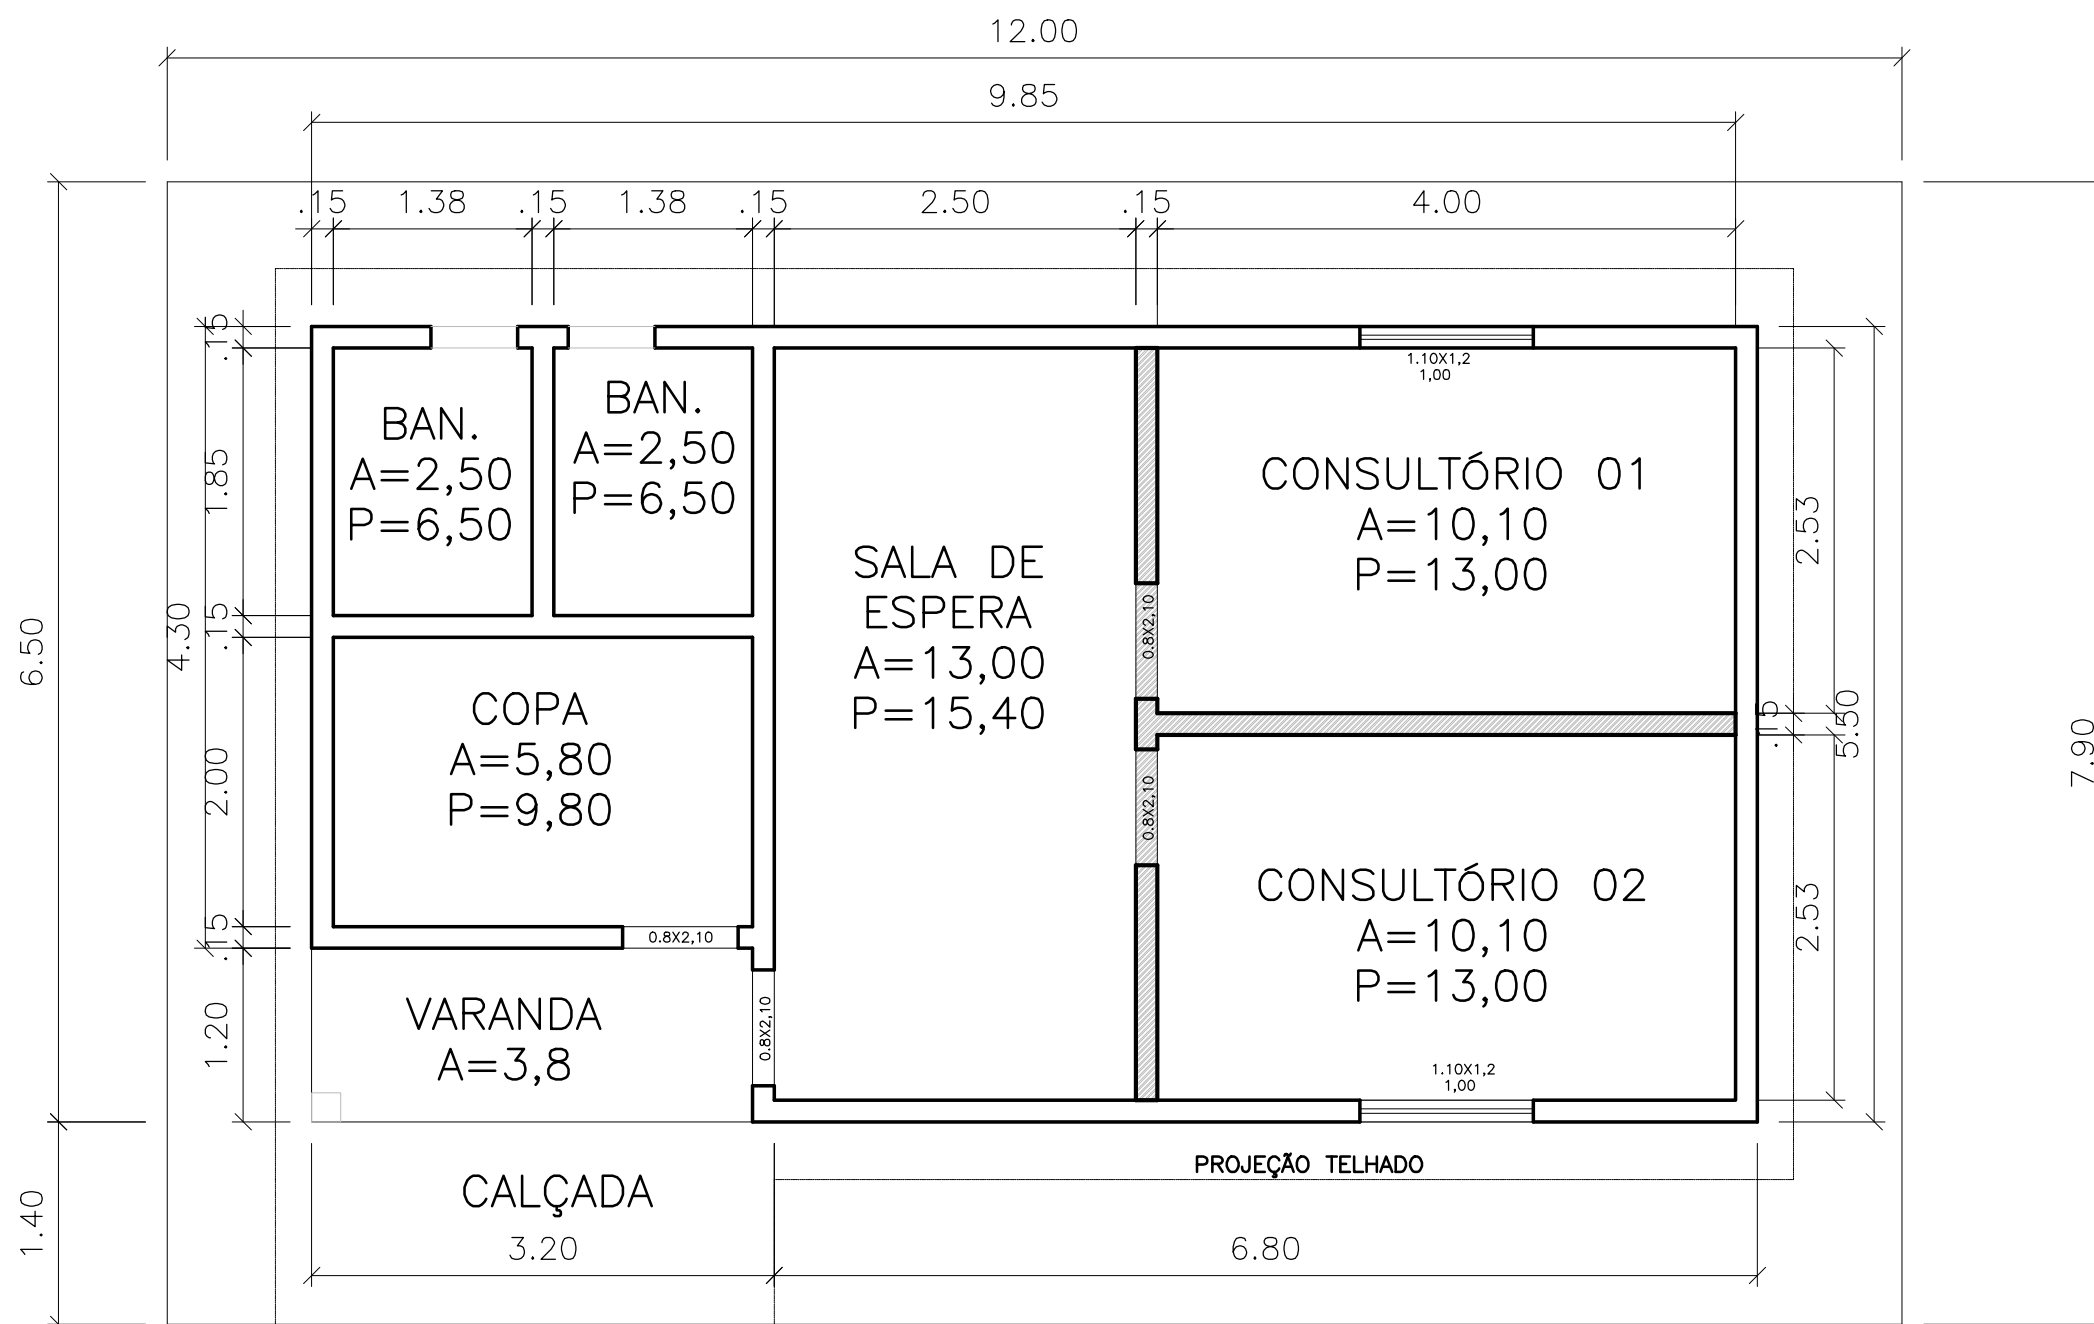 12.00
9.85
.15 1.38 .15 1.38 .15 2.50 .15 4.00
.15
1.85
.15
2.00
.15
1.20
4.30
6.50
1.40
BAN.
A=2,50
P=6,50
BAN.
A=2,50
P=6,50
COPA
A=5,80
P=9,80
0.8X2,10
VARANDA
A=3,8
0.8X2,10
SALA DE
ESPERA
A=13,00
P=15,40
0.8X2,10
0.8X2,10
1.10X1,2
1,00
CONSULTÓRIO 01
A=10,10
P=13,00
CONSULTÓRIO 02
A=10,10
P=13,00
1.10X1,2
1,00
2.53
.15
2.53
5.50
7.90
PROJEÇÃO TELHADO
CALÇADA
3.20 6.80